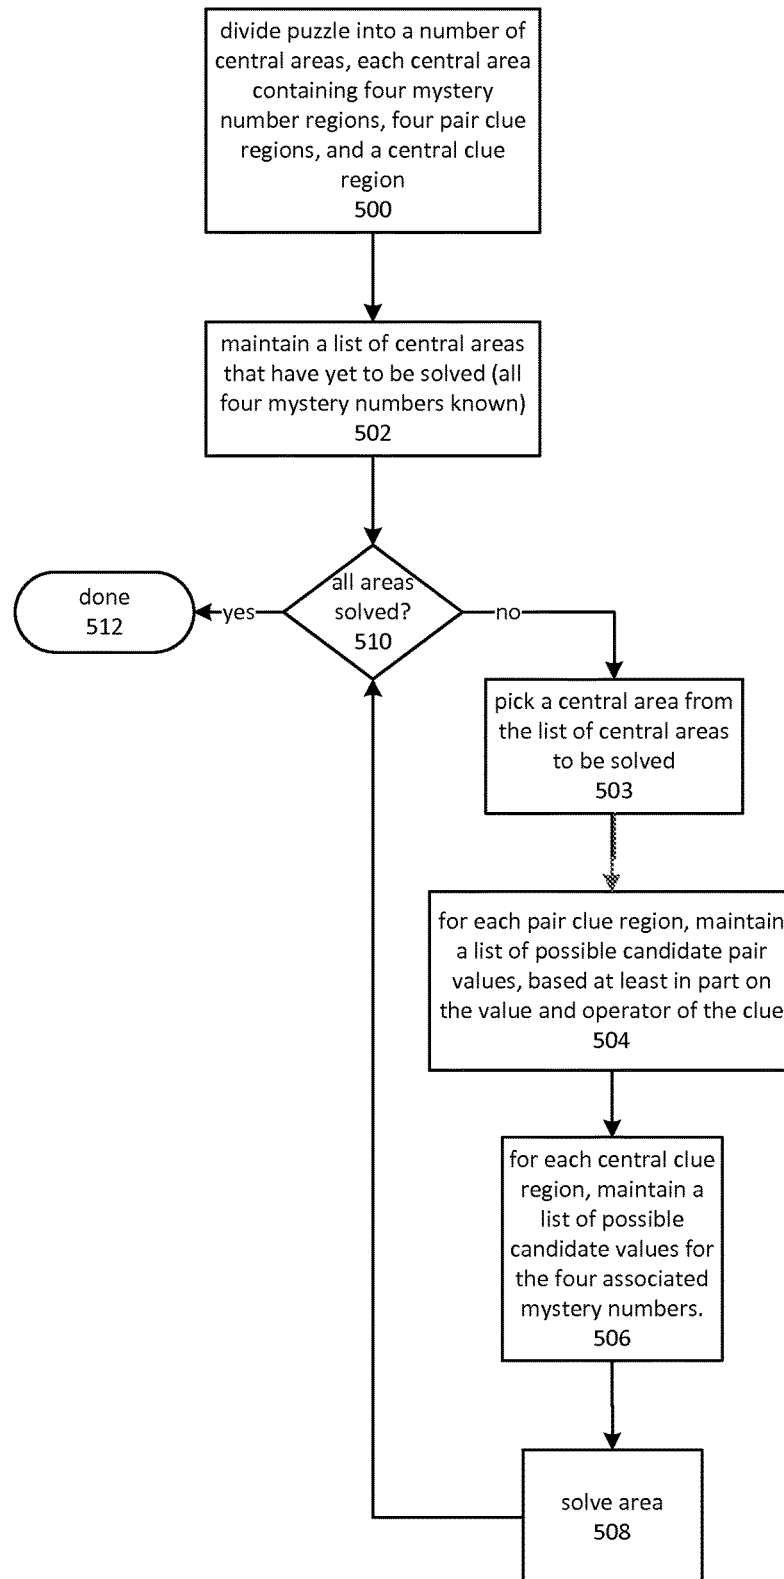 divide puzzle into a number of
central areas, each central area
containing four mystery
number regions, four pair clue
regions, and a central clue
region
500
maintain a list of central areas
that have yet to be solved (all
four mystery numbers known)
502
all areas
solved?
510
yes
no
done
512
pick a central area from
the list of central areas
to be solved
503
for each pair clue region, maintain
a list of possible candidate pair
values, based at least in part on
the value and operator of the clue
504
for each central clue
region, maintain a
list of possible
candidate values for
the four associated
mystery numbers.
506
solve area
508